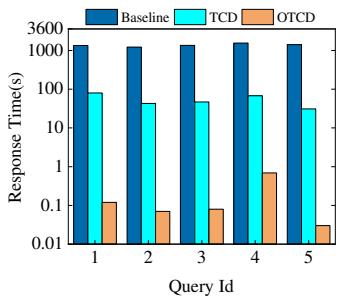 Baseline TCD OTCD
3600
1000
100
10
1
0.1
0.01
Response Time(s)
1 2 3 4 5
Query Id